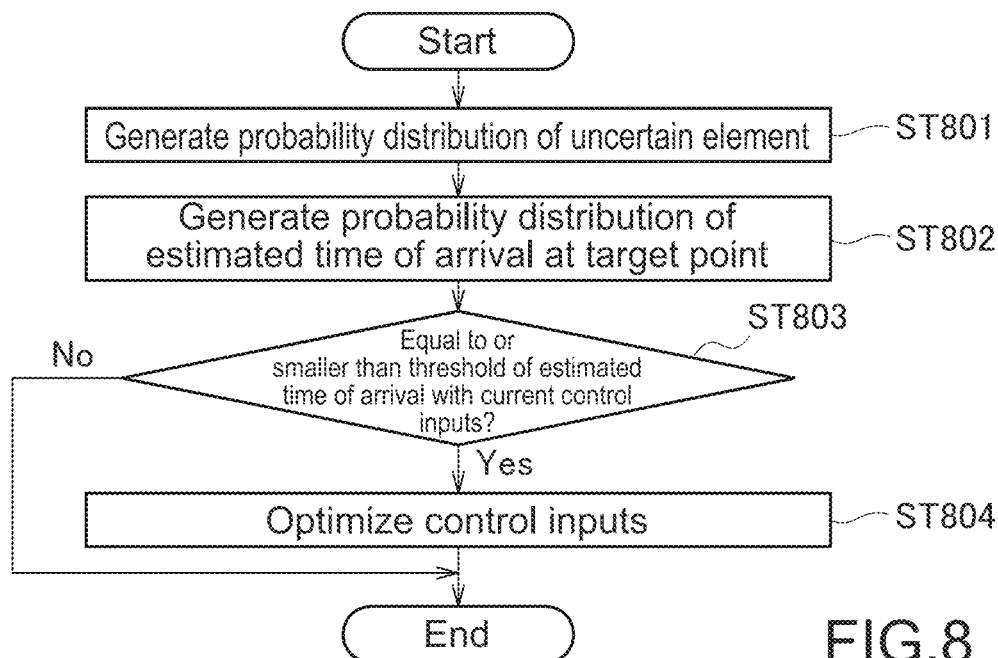 Start
Generate probability distribution of uncertain element
ST801
Generate probability distribution of
estimated time of arrival at target point
ST802
ST803
Equal to or
smaller than threshold of estimated
time of arrival with current control
inputs?
No
Yes
Optimize control inputs
ST804
End
FIG.8